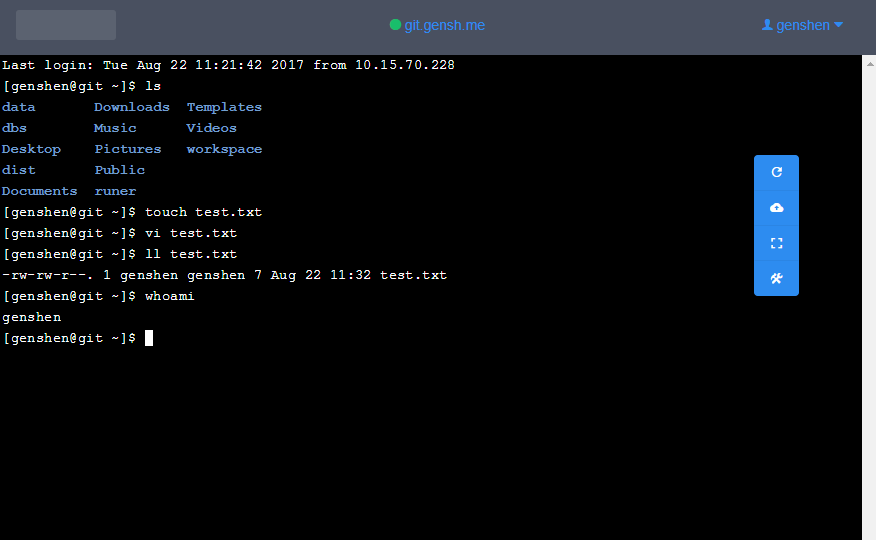 git.gensh.me
genshen
Last login: Tue Aug 22 11:21:42 2017 from 10.15.70.228
[genshen@git ~]$ ls
data       Downloads  Templates
dbs        Music      Videos
Desktop    Pictures   workspace
dist       Public
Documents  runer
[genshen@git ~]$ touch test.txt
[genshen@git ~]$ vi test.txt
[genshen@git ~]$ ll test.txt
-rw-rw-r--. 1 genshen genshen 7 Aug 22 11:32 test.txt
[genshen@git ~]$ whoami
genshen
[genshen@git ~]$